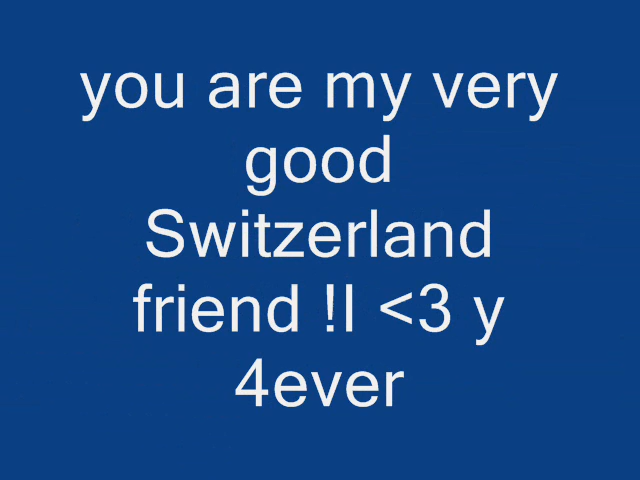 you are my very
good
Switzerland
friend !I <3 y
4ever